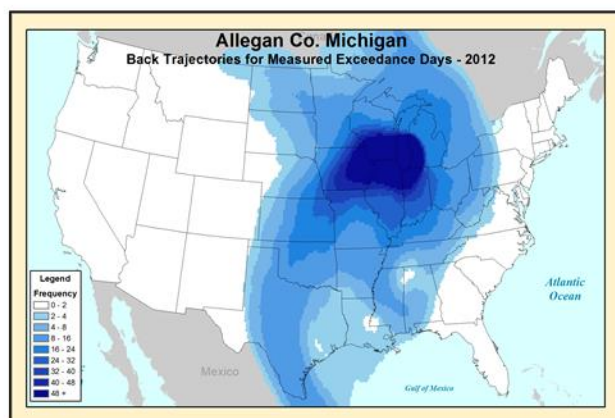 Allegan Co. Michigan
Back Trajectories for Measured Exceedance Days - 2012
Atlantic
Ocean
Legend
Frequency
0 - 2
2 - 4
4 - 8
8 - 16
16 - 24
24 - 32
32 - 40
40 - 48
48 +
Mexico
Gulf of Mexico